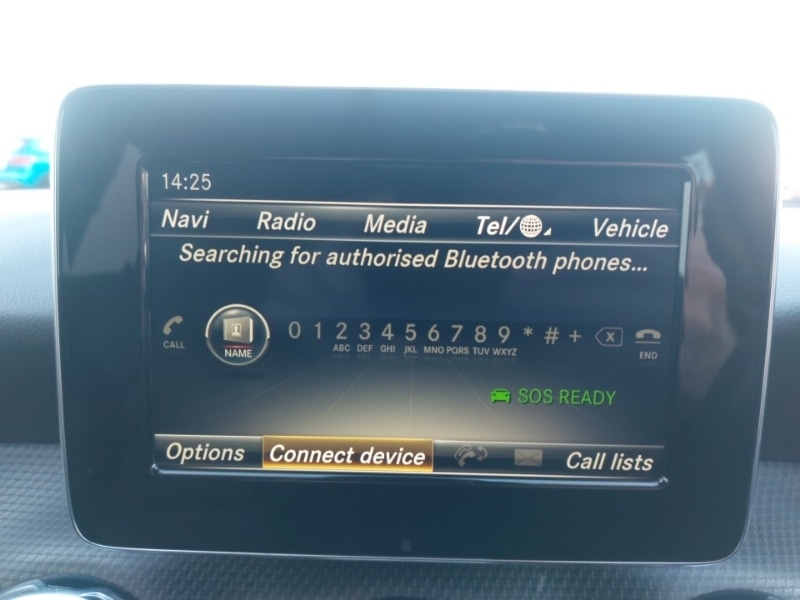 14:25
Navi Radio Media Tel/ Vehicle
Searching for authorised Bluetooth phones...
0 1 2 3 4 5 6 7 8 9 * # + X
CALL NAME ABC DEF GHI JKL MNO PQRS TUV WXYZ END
SOS READY
Options Connect device Call lists